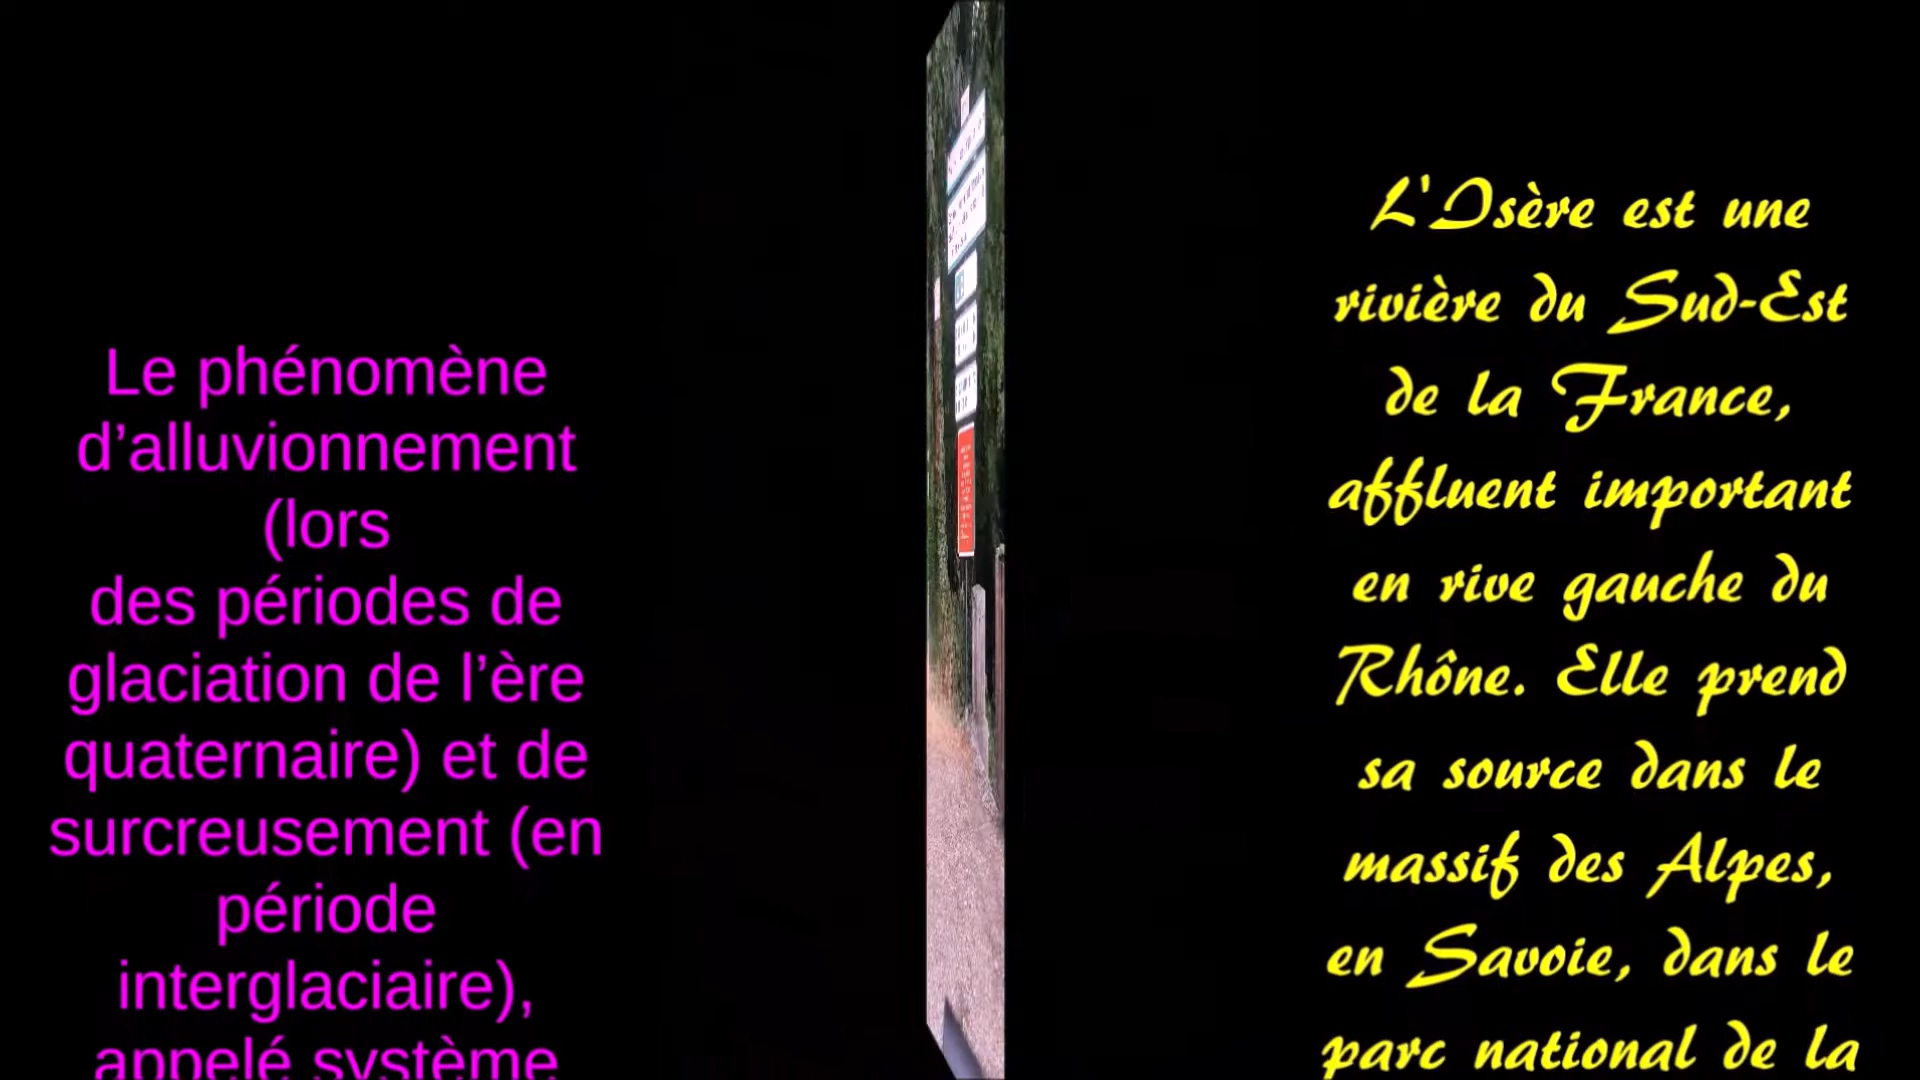 Le phénomène
d’alluvionnement
(lors
des périodes de
glaciation de l’ère
quaternaire) et de
surcreusement (en
période
interglaciaire),
appelé système
L'Isère est une
rivière du Sud-Est
de la France,
affluent important
en rive gauche du
Rhône. Elle prend
sa source dans le
massif des Alpes,
en Savoie, dans le
parc national de la